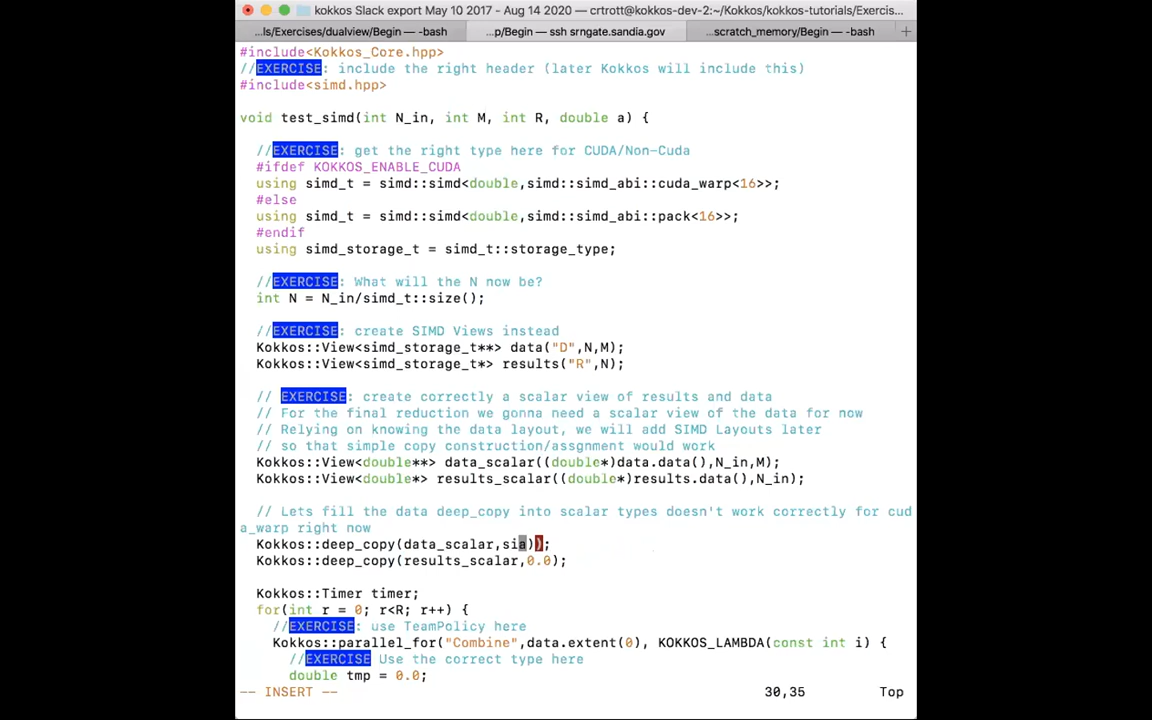 kokkos Slack export May 10 2017 - Aug 14 2020 — crtrott@kokkos-dev-2:~/Kokkos/kokkos-tutorials/Exercis...
...ls/Exercises/dualview/Begin — -bash ...p/Begin — ssh srngate.sandia.gov ...scratch_memory/Begin — -bash +
#include<Kokkos_Core.hpp>
//EXERCISE: include the right header (later Kokkos will include this)
#include<simd.hpp>
void test_simd(int N_in, int M, int R, double a) {
//EXERCISE: get the right type here for CUDA/Non-Cuda
#ifdef KOKKOS_ENABLE_CUDA
using simd_t = simd::simd<double,simd::simd_abi::cuda_warp<16>>;
#else
using simd_t = simd::simd<double,simd::simd_abi::pack<16>>;
#endif
using simd_storage_t = simd_t::storage_type;
//EXERCISE: What will the N now be?
int N = N_in/simd_t::size();
//EXERCISE: create SIMD Views instead
Kokkos::View<simd_storage_t**> data("D",N,M);
Kokkos::View<simd_storage_t*> results("R",N);
// EXERCISE: create correctly a scalar view of results and data
// For the final reduction we gonna need a scalar view of the data for now
// Relying on knowing the data layout, we will add SIMD Layouts later
// so that simple copy construction/assgnment would work
Kokkos::View<double**> data_scalar((double*)data.data(),N_in,M);
Kokkos::View<double*> results_scalar((double*)results.data(),N_in);
// Lets fill the data deep_copy into scalar types doesn't work correctly for cud
a_warp right now
Kokkos::deep_copy(data_scalar,sia));
Kokkos::deep_copy(results_scalar,0.0);
Kokkos::Timer timer;
for(int r = 0; r<R; r++) {
//EXERCISE: use TeamPolicy here
Kokkos::parallel_for("Combine",data.extent(0), KOKKOS_LAMBDA(const int i) {
//EXERCISE Use the correct type here
double tmp = 0.0;
-- INSERT -- 30,35 Top